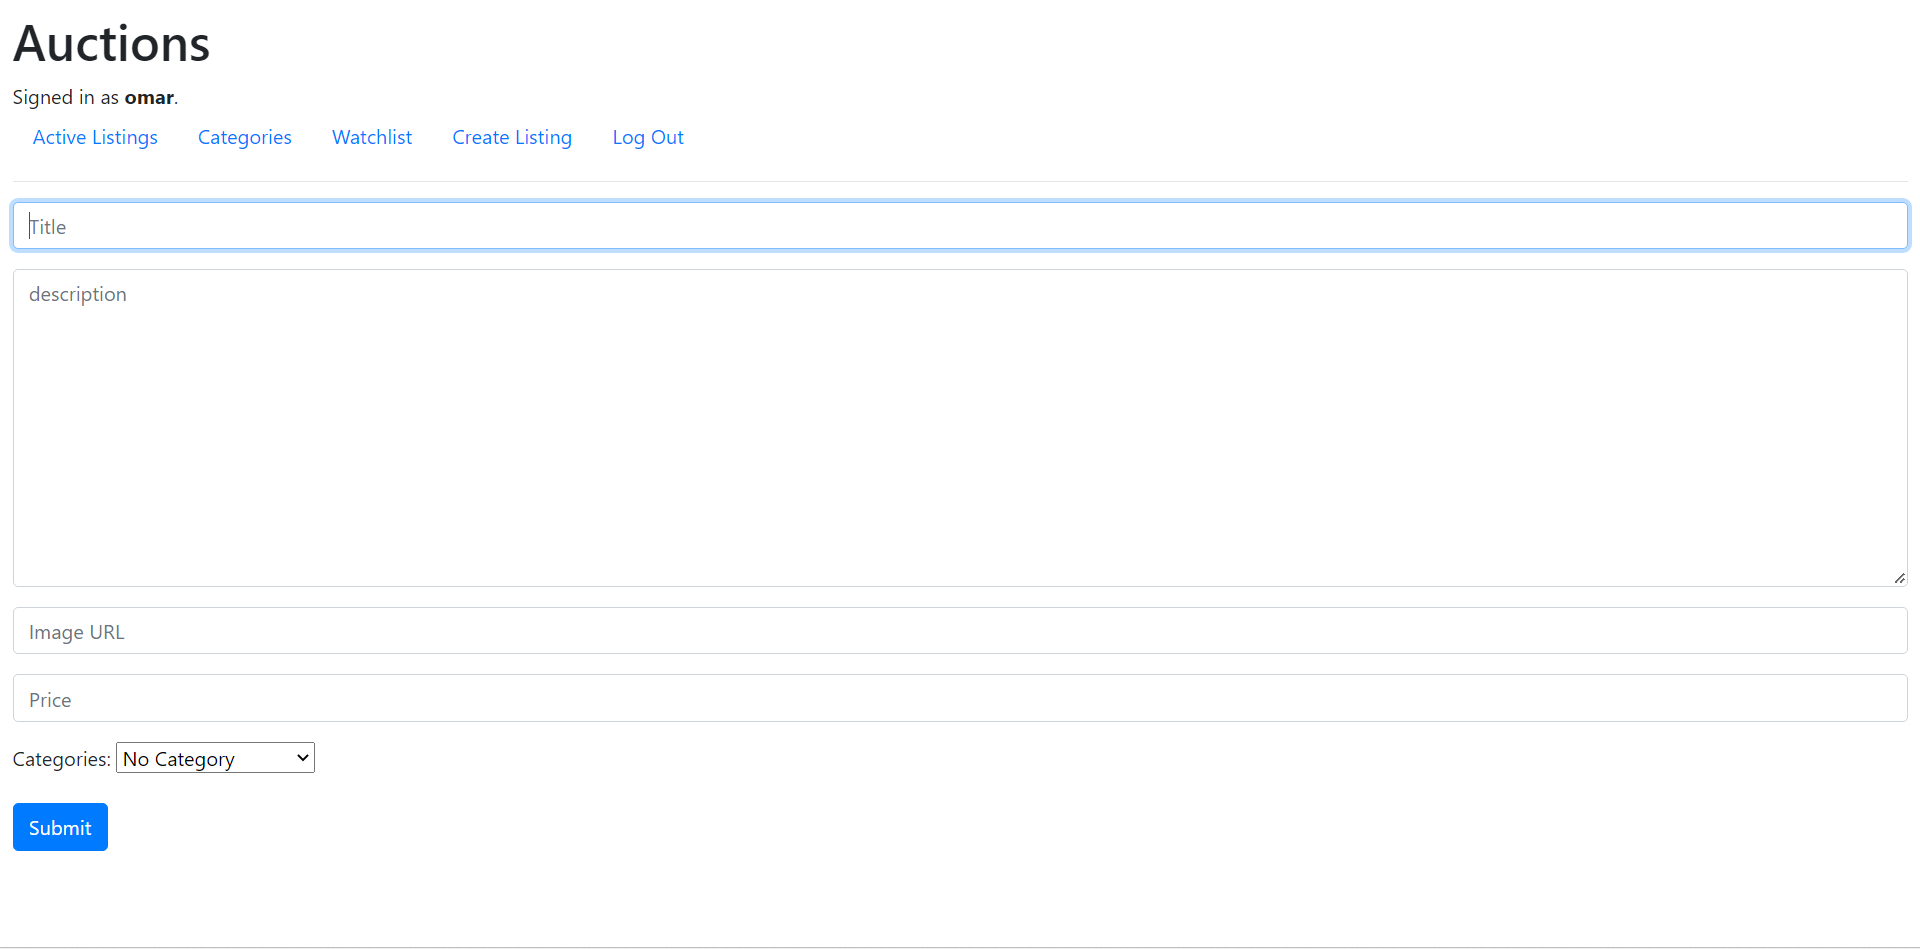 Auctions
Signed in as omar.
Active Listings Categories Watchlist Create Listing Log Out
Title
description
Image URL
Price
Categories: No Category
Submit